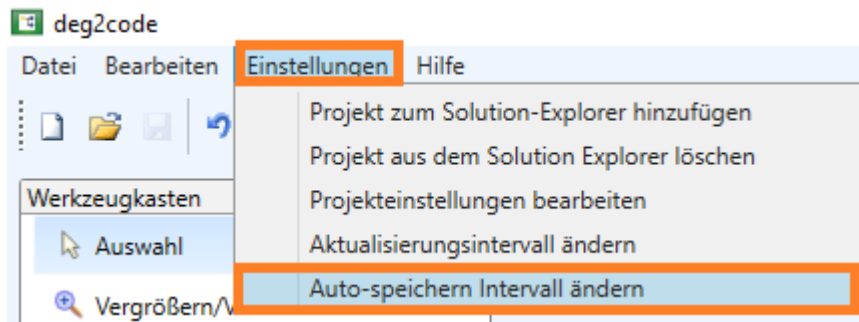 deg2code
Datei Bearbeiten Einstellungen Hilfe
Projekt zum Solution-Explorer hinzufügen
Projekt aus dem Solution Explorer löschen
Werkzeugkasten
Projekteinstellungen bearbeiten
Auswahl
Aktualisierungsintervall ändern
Auto-speichern Intervall ändern
Vergrößern/V